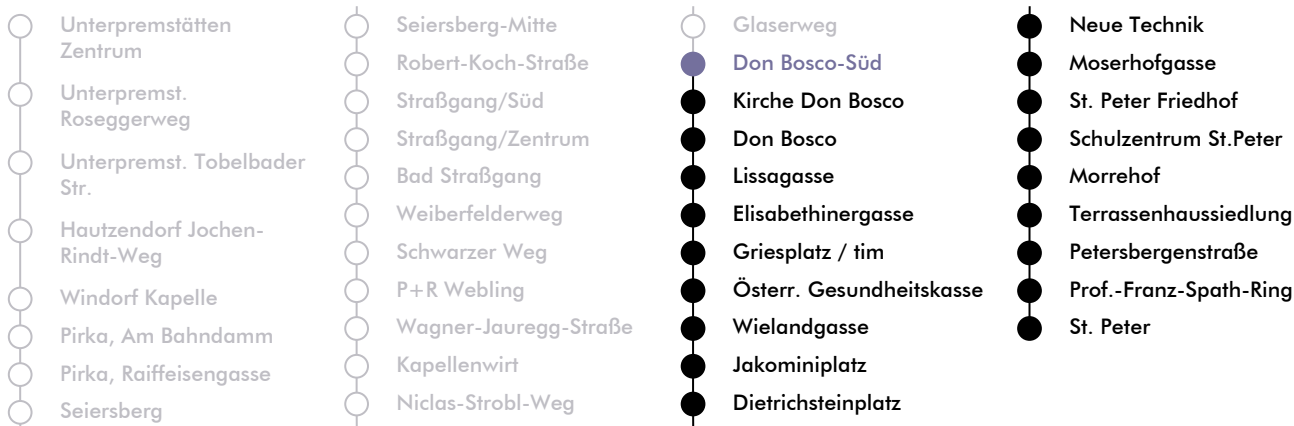 Unterpremstätten
Zentrum
Unterpremst.
Roseggerweg
Unterpremst. Tobelbader
Str.
Hautzendorf Jochen-
Rindt-Weg
Windorf Kapelle
Pirka, Am Bahndamm
Pirka, Raiffeisengasse
Seiersberg
Seiersberg-Mitte
Robert-Koch-Straße
Straßgang/Süd
Straßgang/Zentrum
Bad Straßgang
Weiberfelderweg
Schwarzer Weg
P+R Webling
Wagner-Jauregg-Straße
Kapellenwirt
Niclas-Strobl-Weg
Glaserweg
Don Bosco-Süd
Kirche Don Bosco
Don Bosco
Lissagasse
Elisabethinergasse
Griesplatz / tim
Österr. Gesundheitskasse
Wielandgasse
Jakominiplatz
Dietrichsteinplatz
Neue Technik
Moserhofgasse
St. Peter Friedhof
Schulzentrum St.Peter
Morrehof
Terrassenhaussiedlung
Petersbergenstraße
Prof.-Franz-Spath-Ring
St. Peter